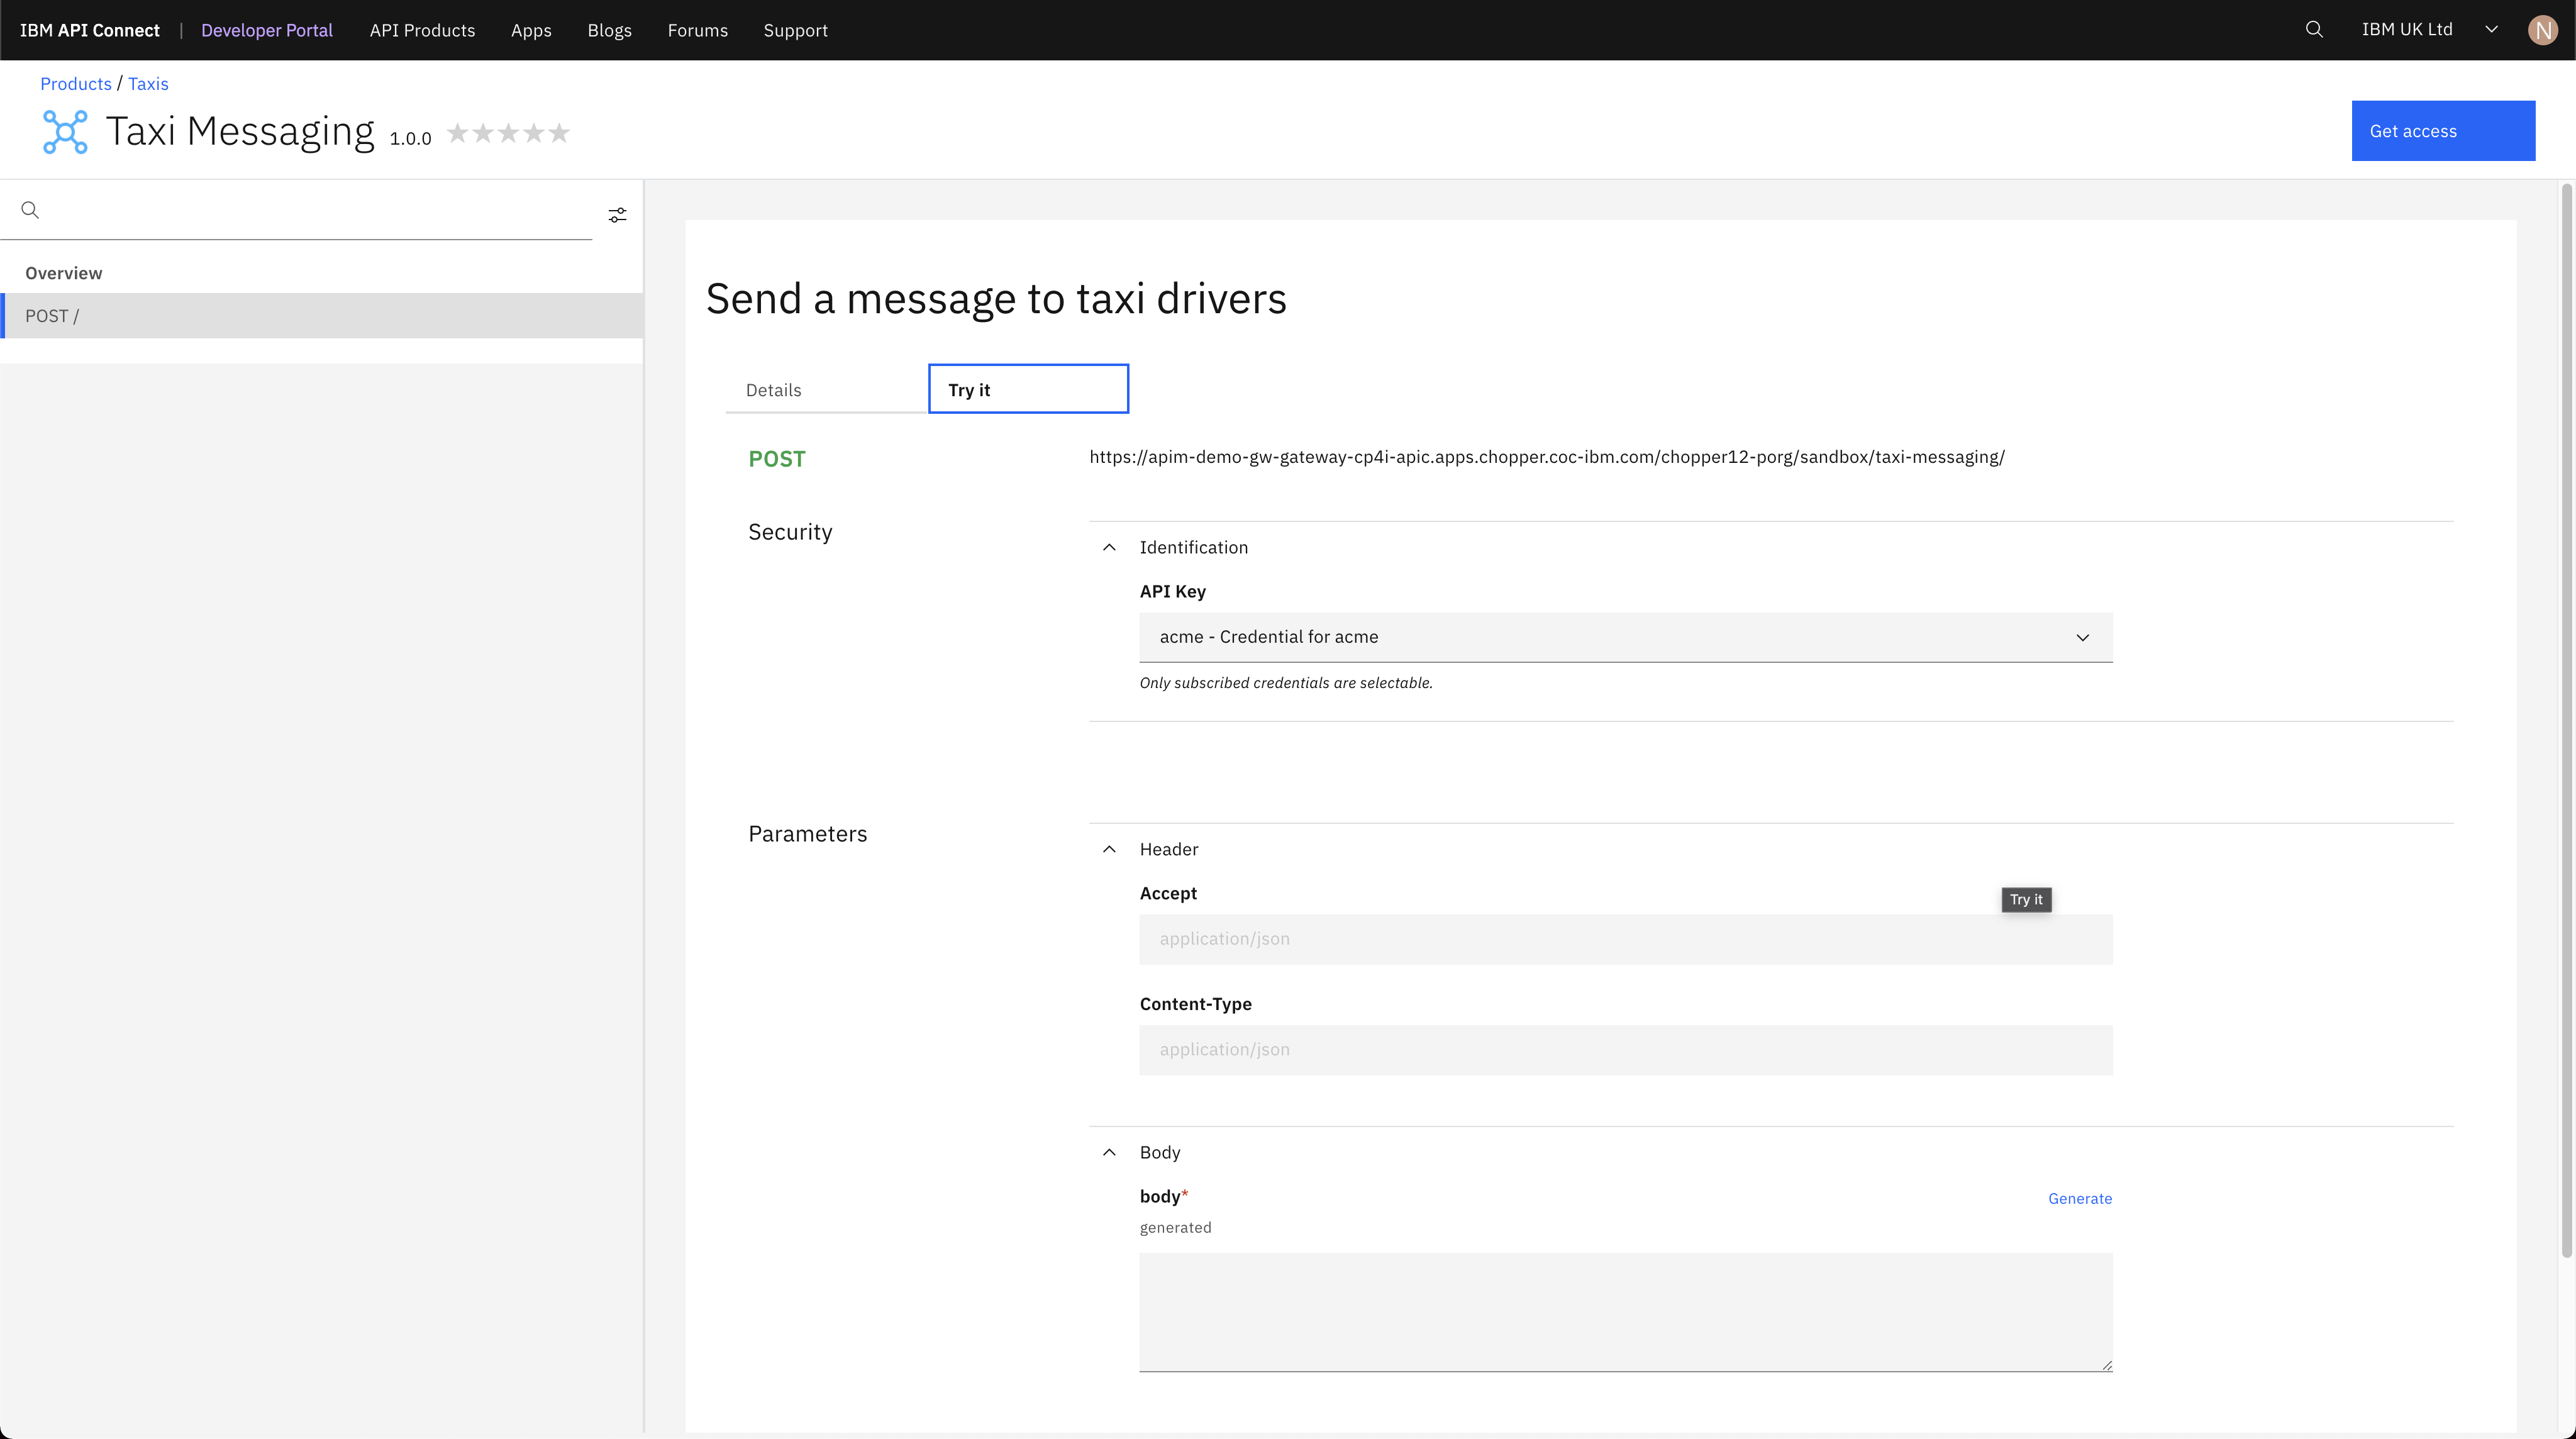 IBM API Connect | Developer Portal API Products Apps Blogs Forums Support IBM UK Ltd N
Products / Taxis
Taxi Messaging 1.0.0
Get access
Overview
POST /
Send a message to taxi drivers
Details Try it
POST https://apim-demo-gw-gateway-cp4i-apic.apps.chopper.coc-ibm.com/chopper12-porg/sandbox/taxi-messaging/
Security
Identification
API Key
acme - Credential for acme
Only subscribed credentials are selectable.
Parameters
Header
Accept
Try it
application/json
Content-Type
application/json
Body
body* Generate
generated